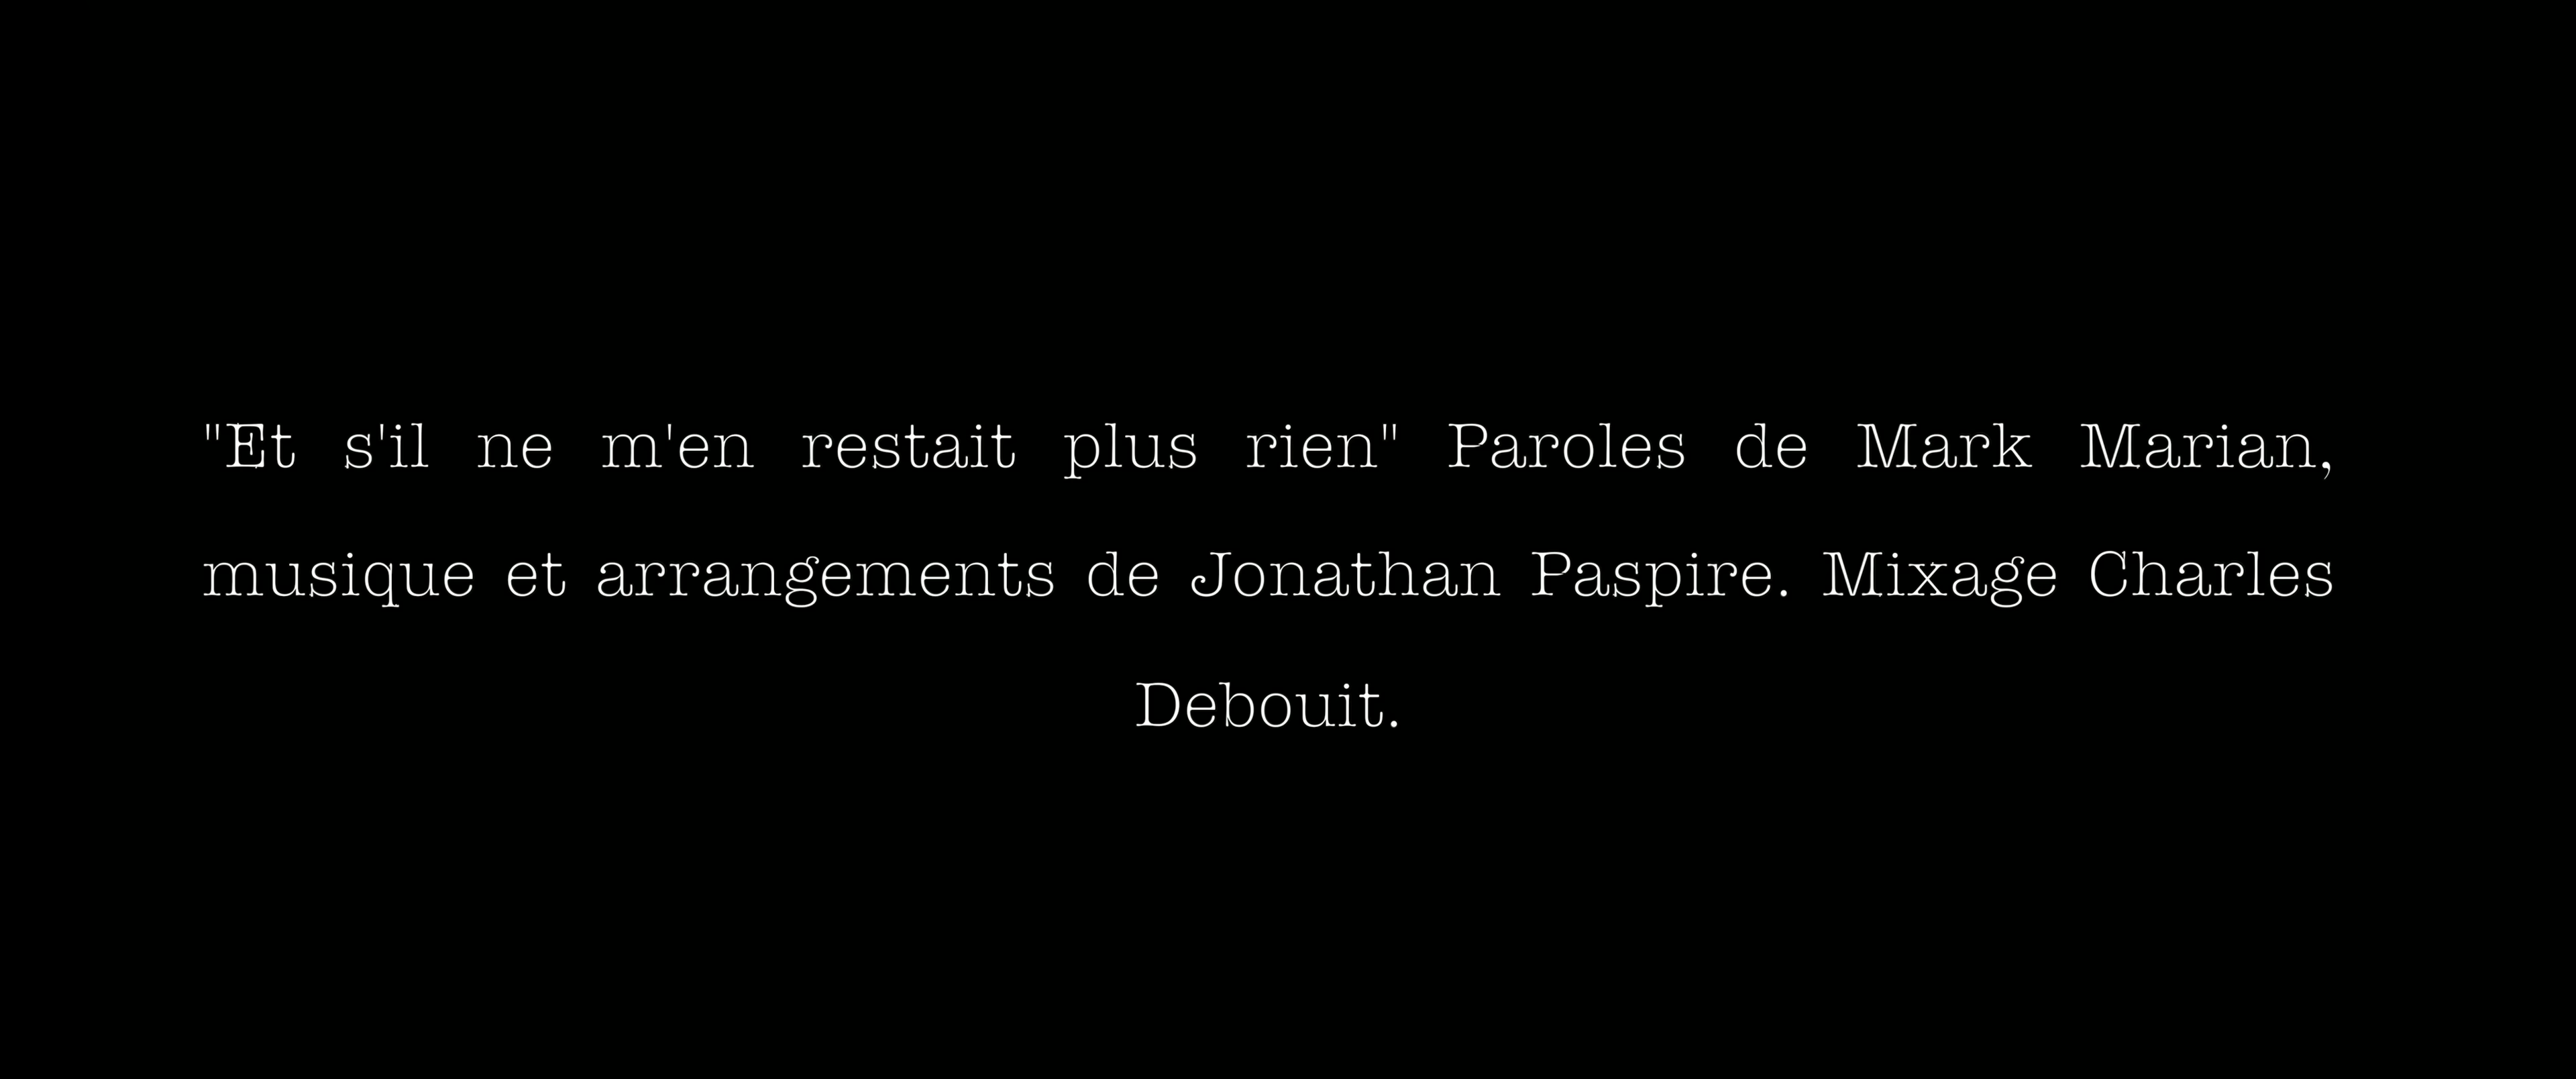 "Et s'il ne m'en restait plus rien" Paroles de Mark Marian,
musique et arrangements de Jonathan Paspire. Mixage Charles
Debouit.